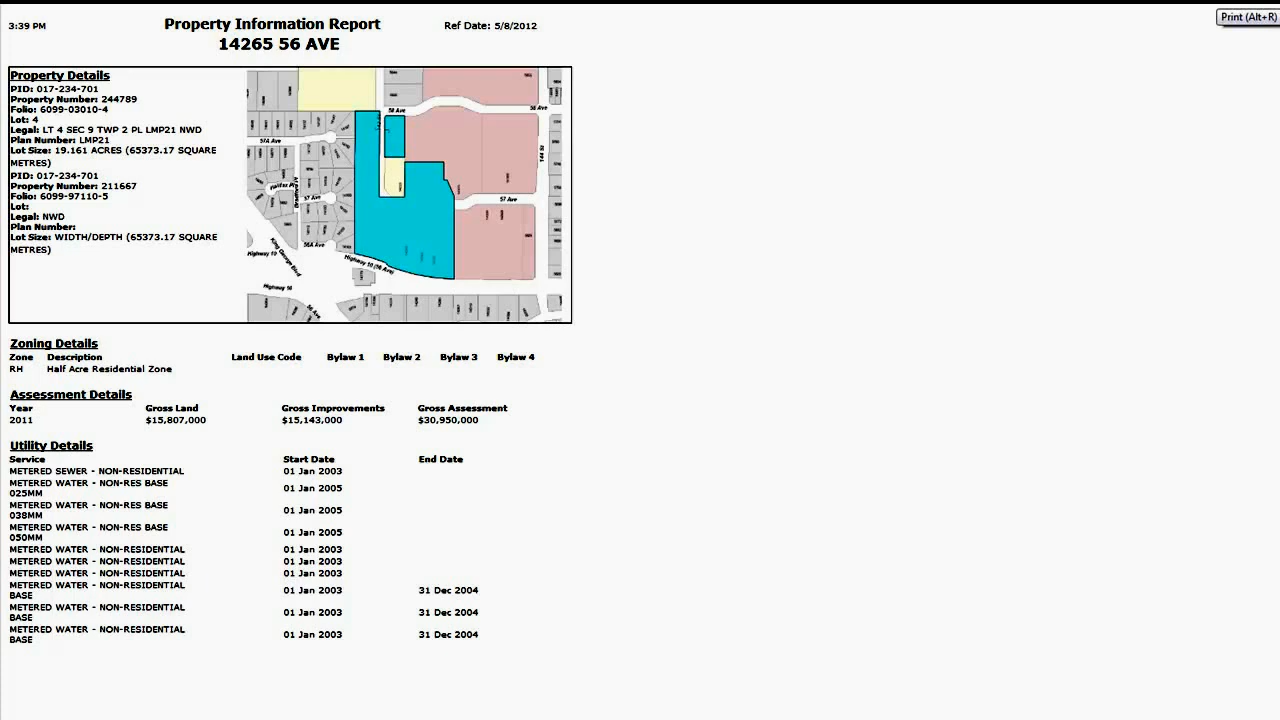 3:39 PM
Property Information Report
Ref Date: 5/8/2012
Print (Alt+R)
14265 56 AVE
Property Details
PID: 017-234-701
Property Number: 244789
Folio: 6099-03010-4
Lot: 4
Legal: LT 4 SEC 9 TWP 2 PL LMP21 NWD
Plan Number: LMP21
Lot Size: 19.161 ACRES (65373.17 SQUARE
METRES)
PID: 017-234-701
Property Number: 211667
Folio: 6099-97110-5
Lot:
Legal: NWD
Plan Number:
Lot Size: WIDTH/DEPTH (65373.17 SQUARE
METRES)
58 Ave
58 Ave
57A Ave
144 St
Halifax Pl
57 Ave
57 Ave
56A Ave
King George Blvd
Highway 10
Highway 10 (56 Ave)
Highway 10
56 Ave
Zoning Details
Zone Description Land Use Code Bylaw 1 Bylaw 2 Bylaw 3 Bylaw 4
RH Half Acre Residential Zone
Assessment Details
Year Gross Land Gross Improvements Gross Assessment
2011 $15,807,000 $15,143,000 $30,950,000
Utility Details
Service Start Date End Date
METERED SEWER - NON-RESIDENTIAL 01 Jan 2003
METERED WATER - NON-RES BASE
025MM 01 Jan 2005
METERED WATER - NON-RES BASE
038MM 01 Jan 2005
METERED WATER - NON-RES BASE
050MM 01 Jan 2005
METERED WATER - NON-RESIDENTIAL 01 Jan 2003
METERED WATER - NON-RESIDENTIAL 01 Jan 2003
METERED WATER - NON-RESIDENTIAL 01 Jan 2003
METERED WATER - NON-RESIDENTIAL
BASE 01 Jan 2003 31 Dec 2004
METERED WATER - NON-RESIDENTIAL
BASE 01 Jan 2003 31 Dec 2004
METERED WATER - NON-RESIDENTIAL
BASE 01 Jan 2003 31 Dec 2004